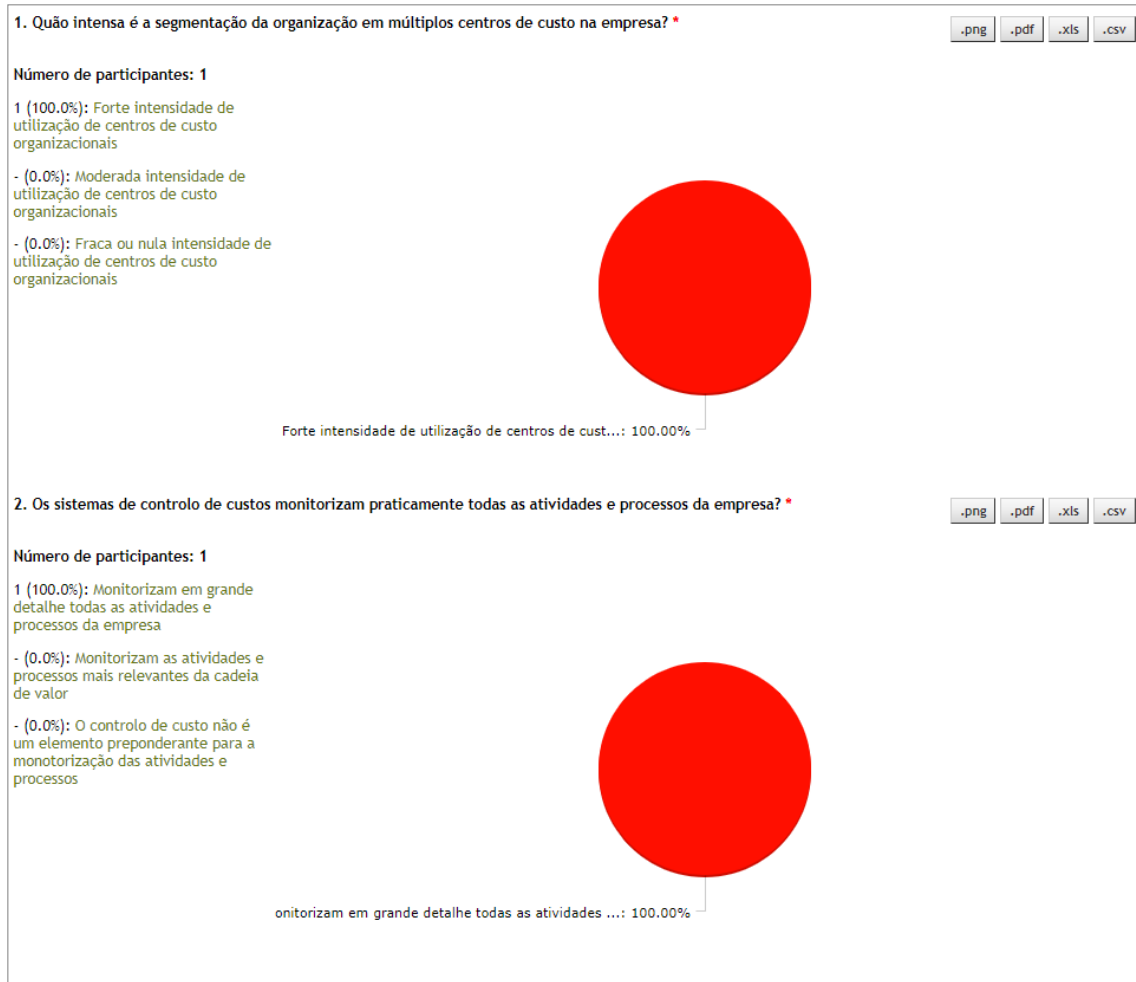 1. Quão intensa é a segmentação da organização em múltiplos centros de custo na empresa? *
.png .pdf .xls .csv
Número de participantes: 1
1 (100.0%): Forte intensidade de
utilização de centros de custo
organizacionais
- (0.0%): Moderada intensidade de
utilização de centros de custo
organizacionais
- (0.0%): Fraca ou nula intensidade de
utilização de centros de custo
organizacionais
Forte intensidade de utilização de centros de cust...: 100.00%
2. Os sistemas de controlo de custos monitorizam praticamente todas as atividades e processos da empresa? *
.png .pdf .xls .csv
Número de participantes: 1
1 (100.0%): Monitorizam em grande
detalhe todas as atividades e
processos da empresa
- (0.0%): Monitorizam as atividades e
processos mais relevantes da cadeia
de valor
- (0.0%): O controlo de custo não é
um elemento preponderante para a
monotorização das atividades e
processos
onitorizam em grande detalhe todas as atividades ...: 100.00%